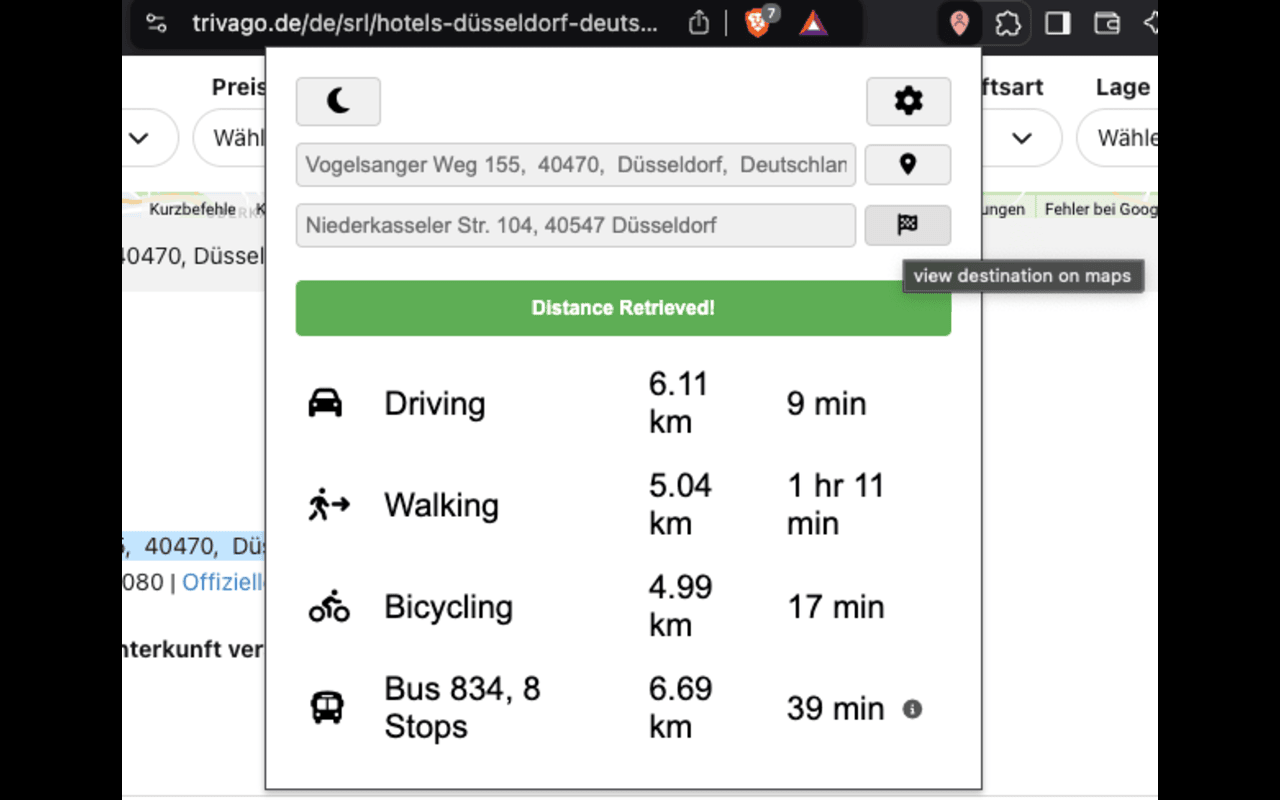 trivago.de/de/srl/hotels-düsseldorf-deuts...
7
Preis
ftsart
Lage
Wähl
Wähle
Vogelsanger Weg 155, 40470, Düsseldorf, Deutschlan
Kurzbefehle
K
ungen
Fehler bei Goog
Niederkasseler Str. 104, 40547 Düsseldorf
40470, Düssel
view destination on maps
Distance Retrieved!
Driving
6.11 km
9 min
Walking
5.04 km
1 hr 11 min
5, 40470, Düs
080 | Offizielle
Bicycling
4.99 km
17 min
nterkunft ver
Bus 834, 8 Stops
6.69 km
39 min